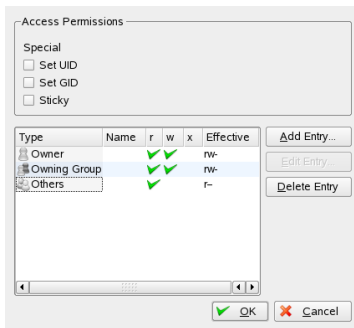 Access Permissions
Special
Set UID
Set GID
Sticky
Type Name r w x Effective
Owner rw-
Owning Group rw-
Others r--
Add Entry...
Edit Entry...
Delete Entry
OK
Cancel